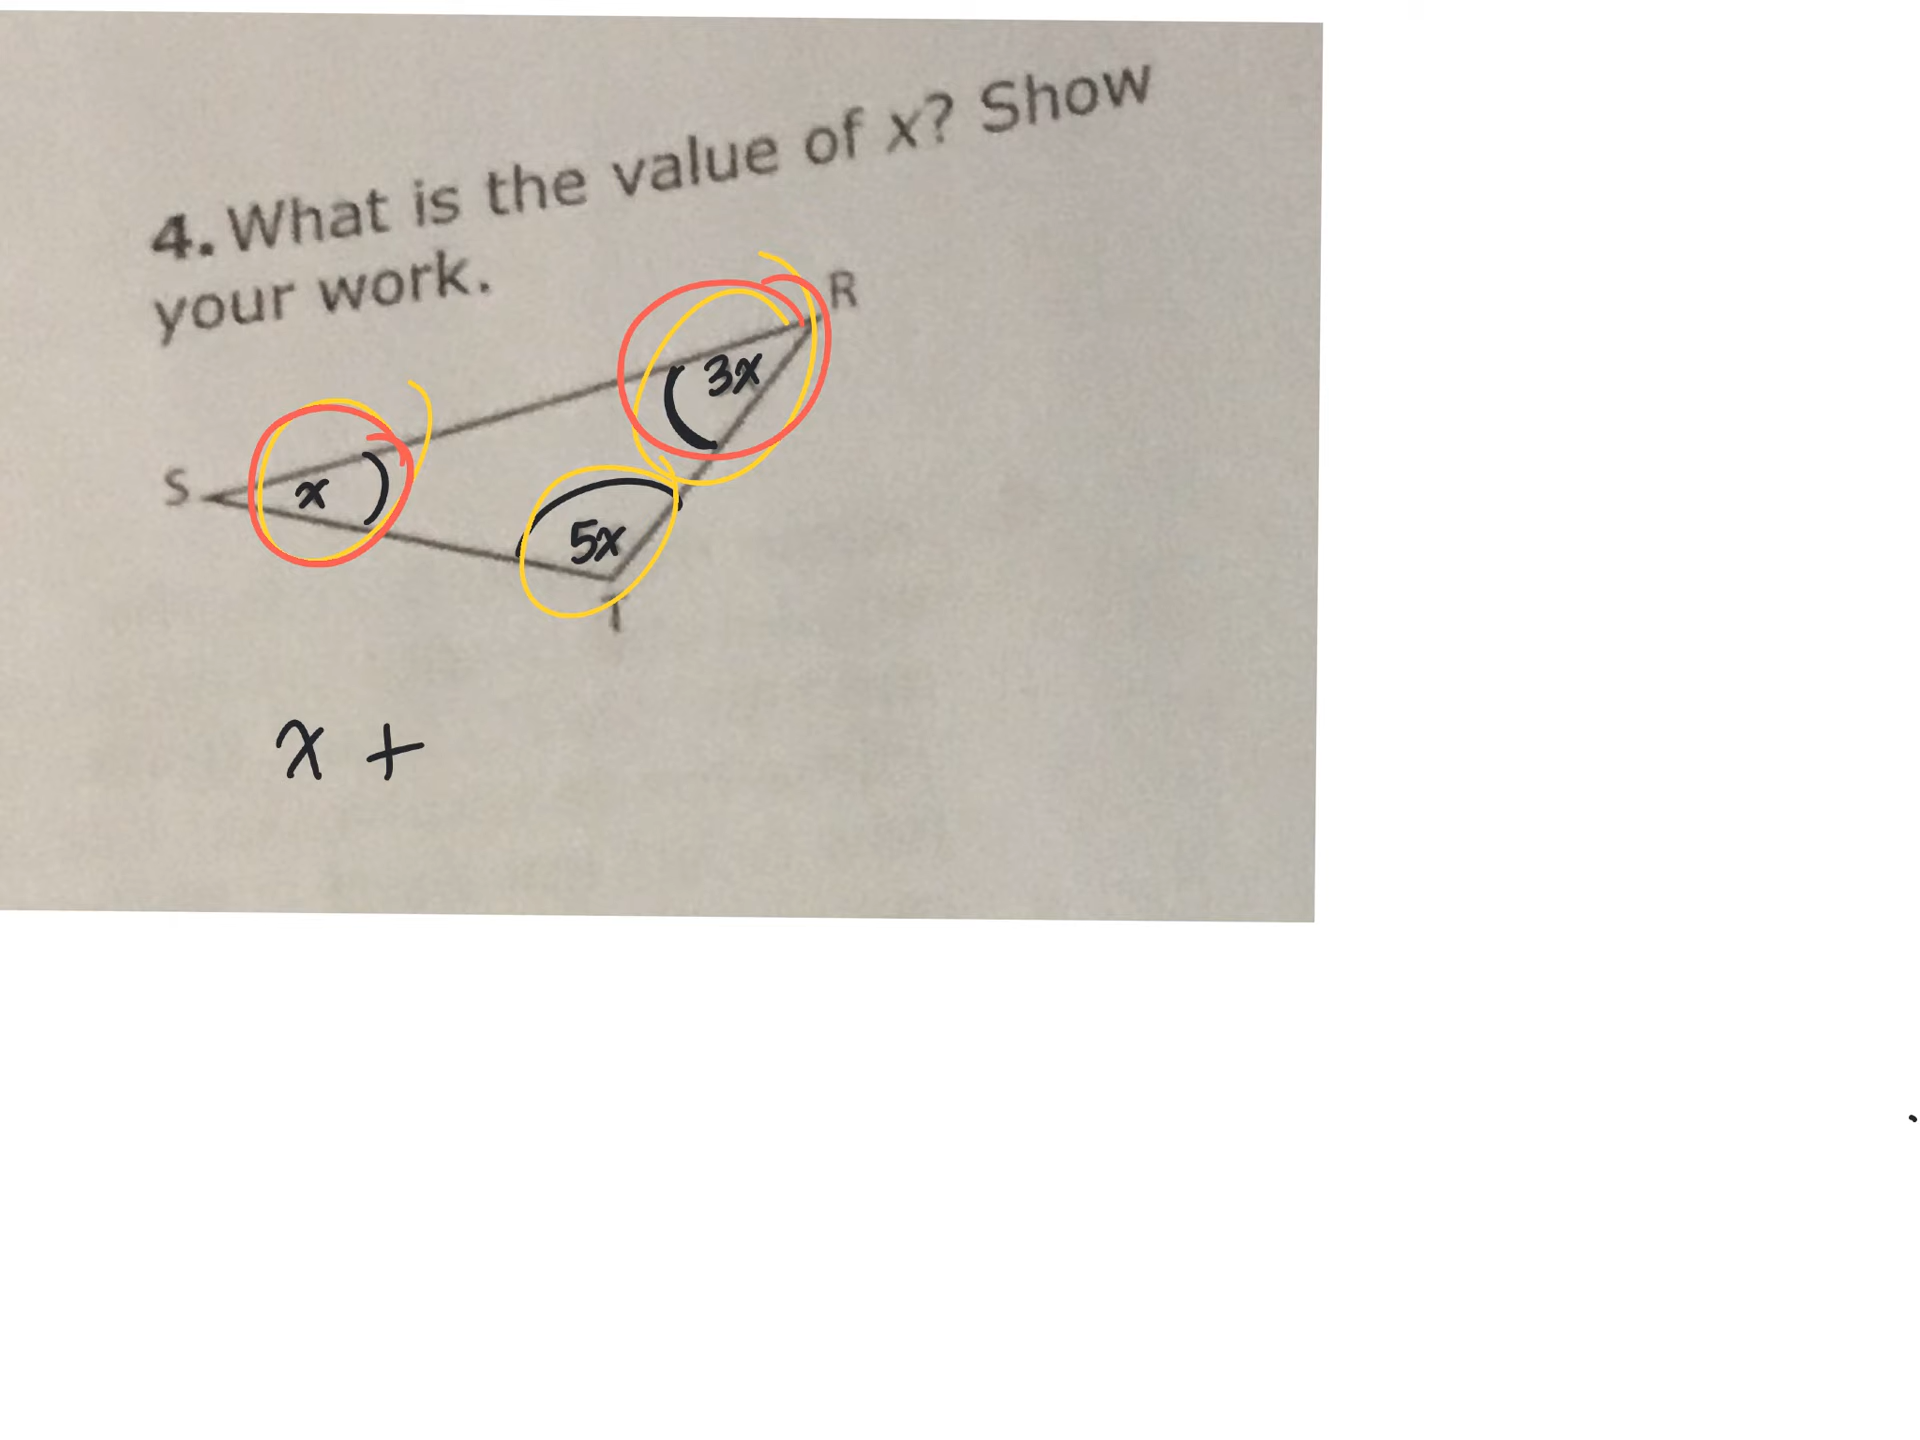 4. What is the value of x? Show
your work.
R
3x
S
x
5x
T
x +